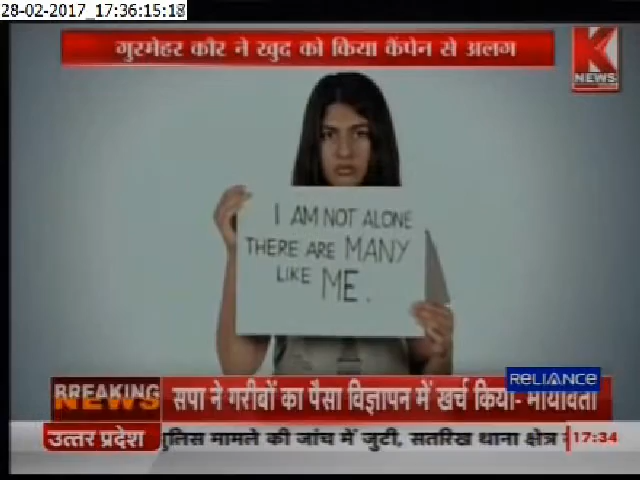 28-02-2017_17:36:15:18
गुरमेहर कौर ने खुद को किया कैंपेन से अलग
K
NEWS
I AM NOT ALONE
THERE ARE MANY
LIKE ME.
RELIANCE
BREAKING
NEWS
सपा ने गरीबों का पैसा विज्ञापन में खर्च किया- मायावती
उत्तर प्रदेश
पुलिस मामले की जांच में जुटी, सतरिख थाना क्षेत्र
17:34